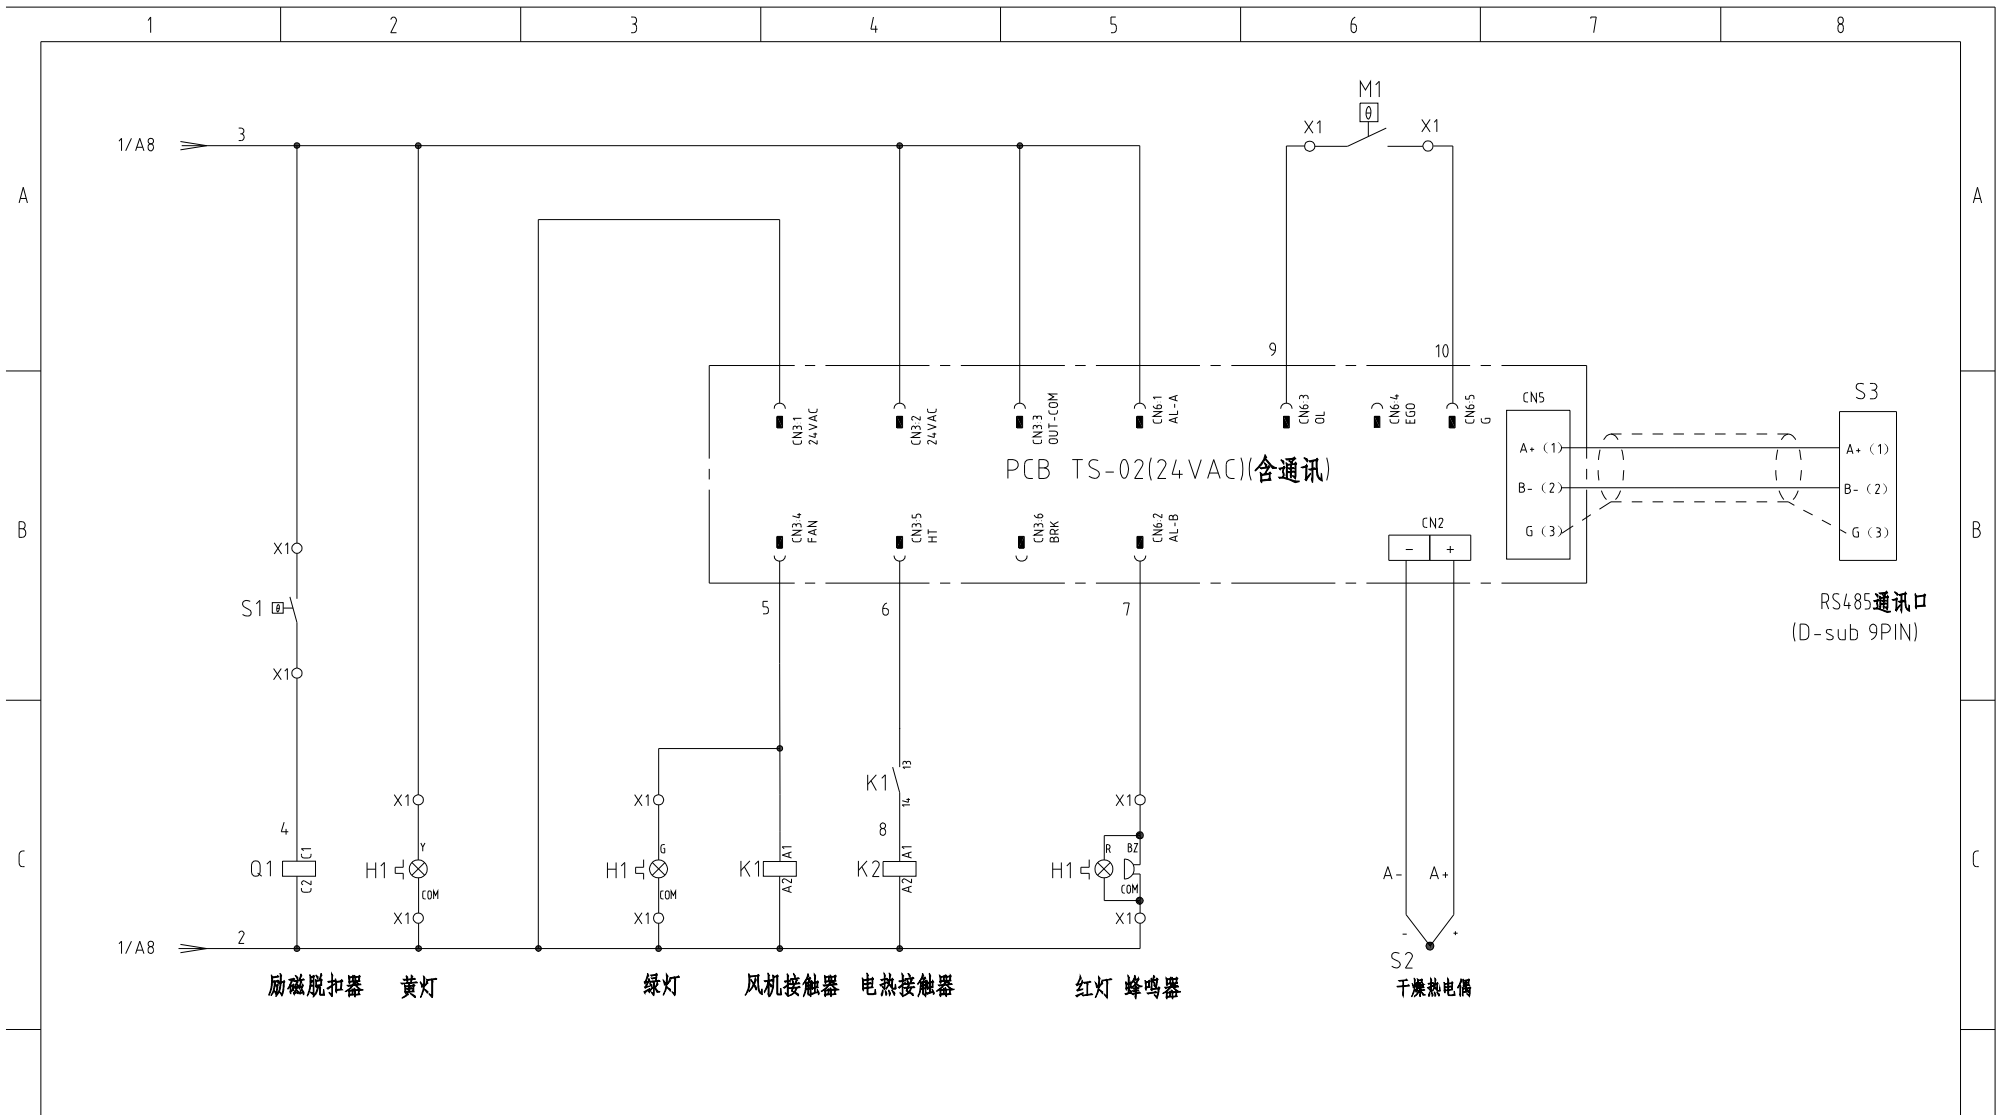 1 2 3 4 5 6 7 8
M1
θ
X1 X1
1/A8 3
A A
9 10
CN3:1
24VAC
CN3:2
24VAC
CN3:3
OUT-COM
CN6:1
AL-A
CN6:3
OL
CN6:4
EGO
CN6:5
G
CN5
S3
A+ (1) A+ (1)
PCB TS-02(24VAC)(含通讯)
B- (2) B- (2)
CN3:4
FAN
CN3:5
HT
CN3:6
BRK
CN6:2
AL-B
CN2
G (3) G (3)
B B
- +
X1
S1 θ
5 6 7
RS485通讯口
(D-sub 9PIN)
X1
K1 13
14
X1 X1 X1
4 8
Y G R BZ
C C
Q1 C1 C2
H1 H1 K1 A1 A2 K2 A1 A2 H1
A- A+
COM COM COM
X1 X1 X1
1/A8 2
- +
S2
励磁脱扣器 黄灯 绿灯 风机接触器 电热接触器 红灯 蜂鸣器 干燥热电偶